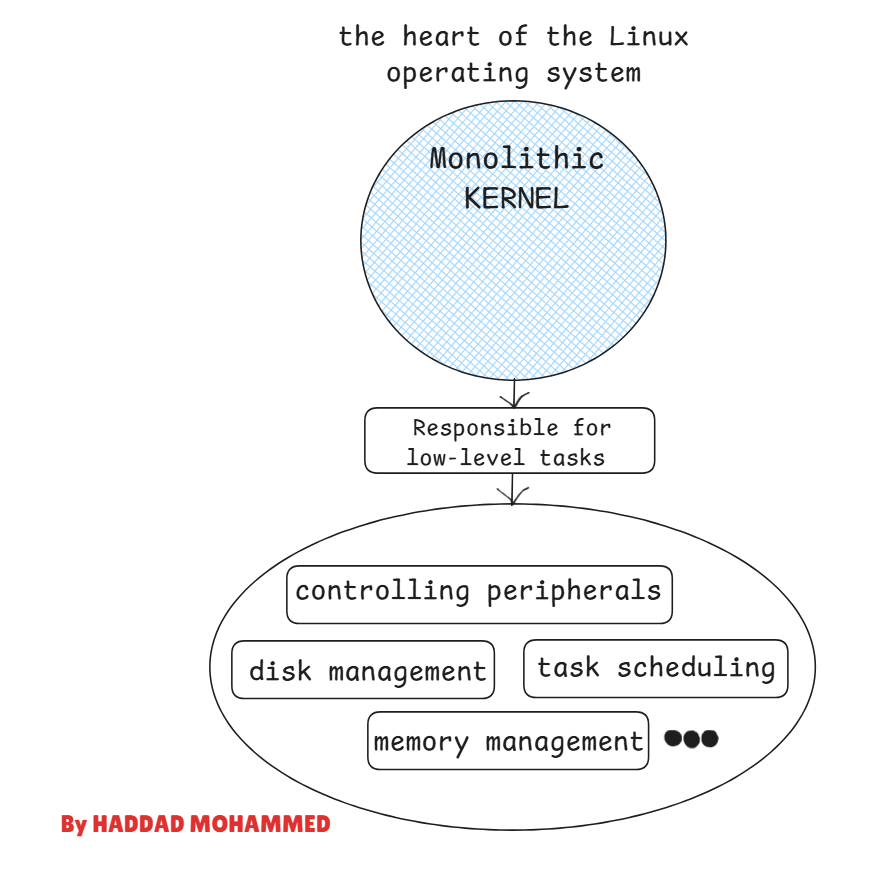 the heart of the Linux
operating system
Monolithic
KERNEL
Responsible for
low-level tasks
controlling peripherals
disk management
task scheduling
memory management
By HADDAD MOHAMMED